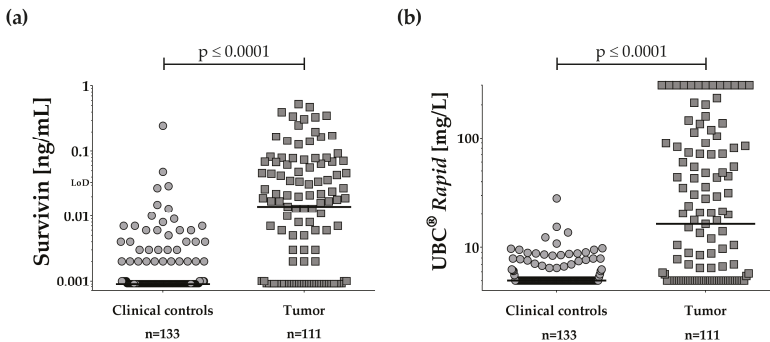 (a)
p ≤ 0.0001
Survivin [ng/mL]
1
0.1
LoD
0.01
0.001
Clinical controls
Tumor
n=133
n=111
(b)
p ≤ 0.0001
UBC® Rapid [mg/L]
100
10
Clinical controls
Tumor
n=133
n=111